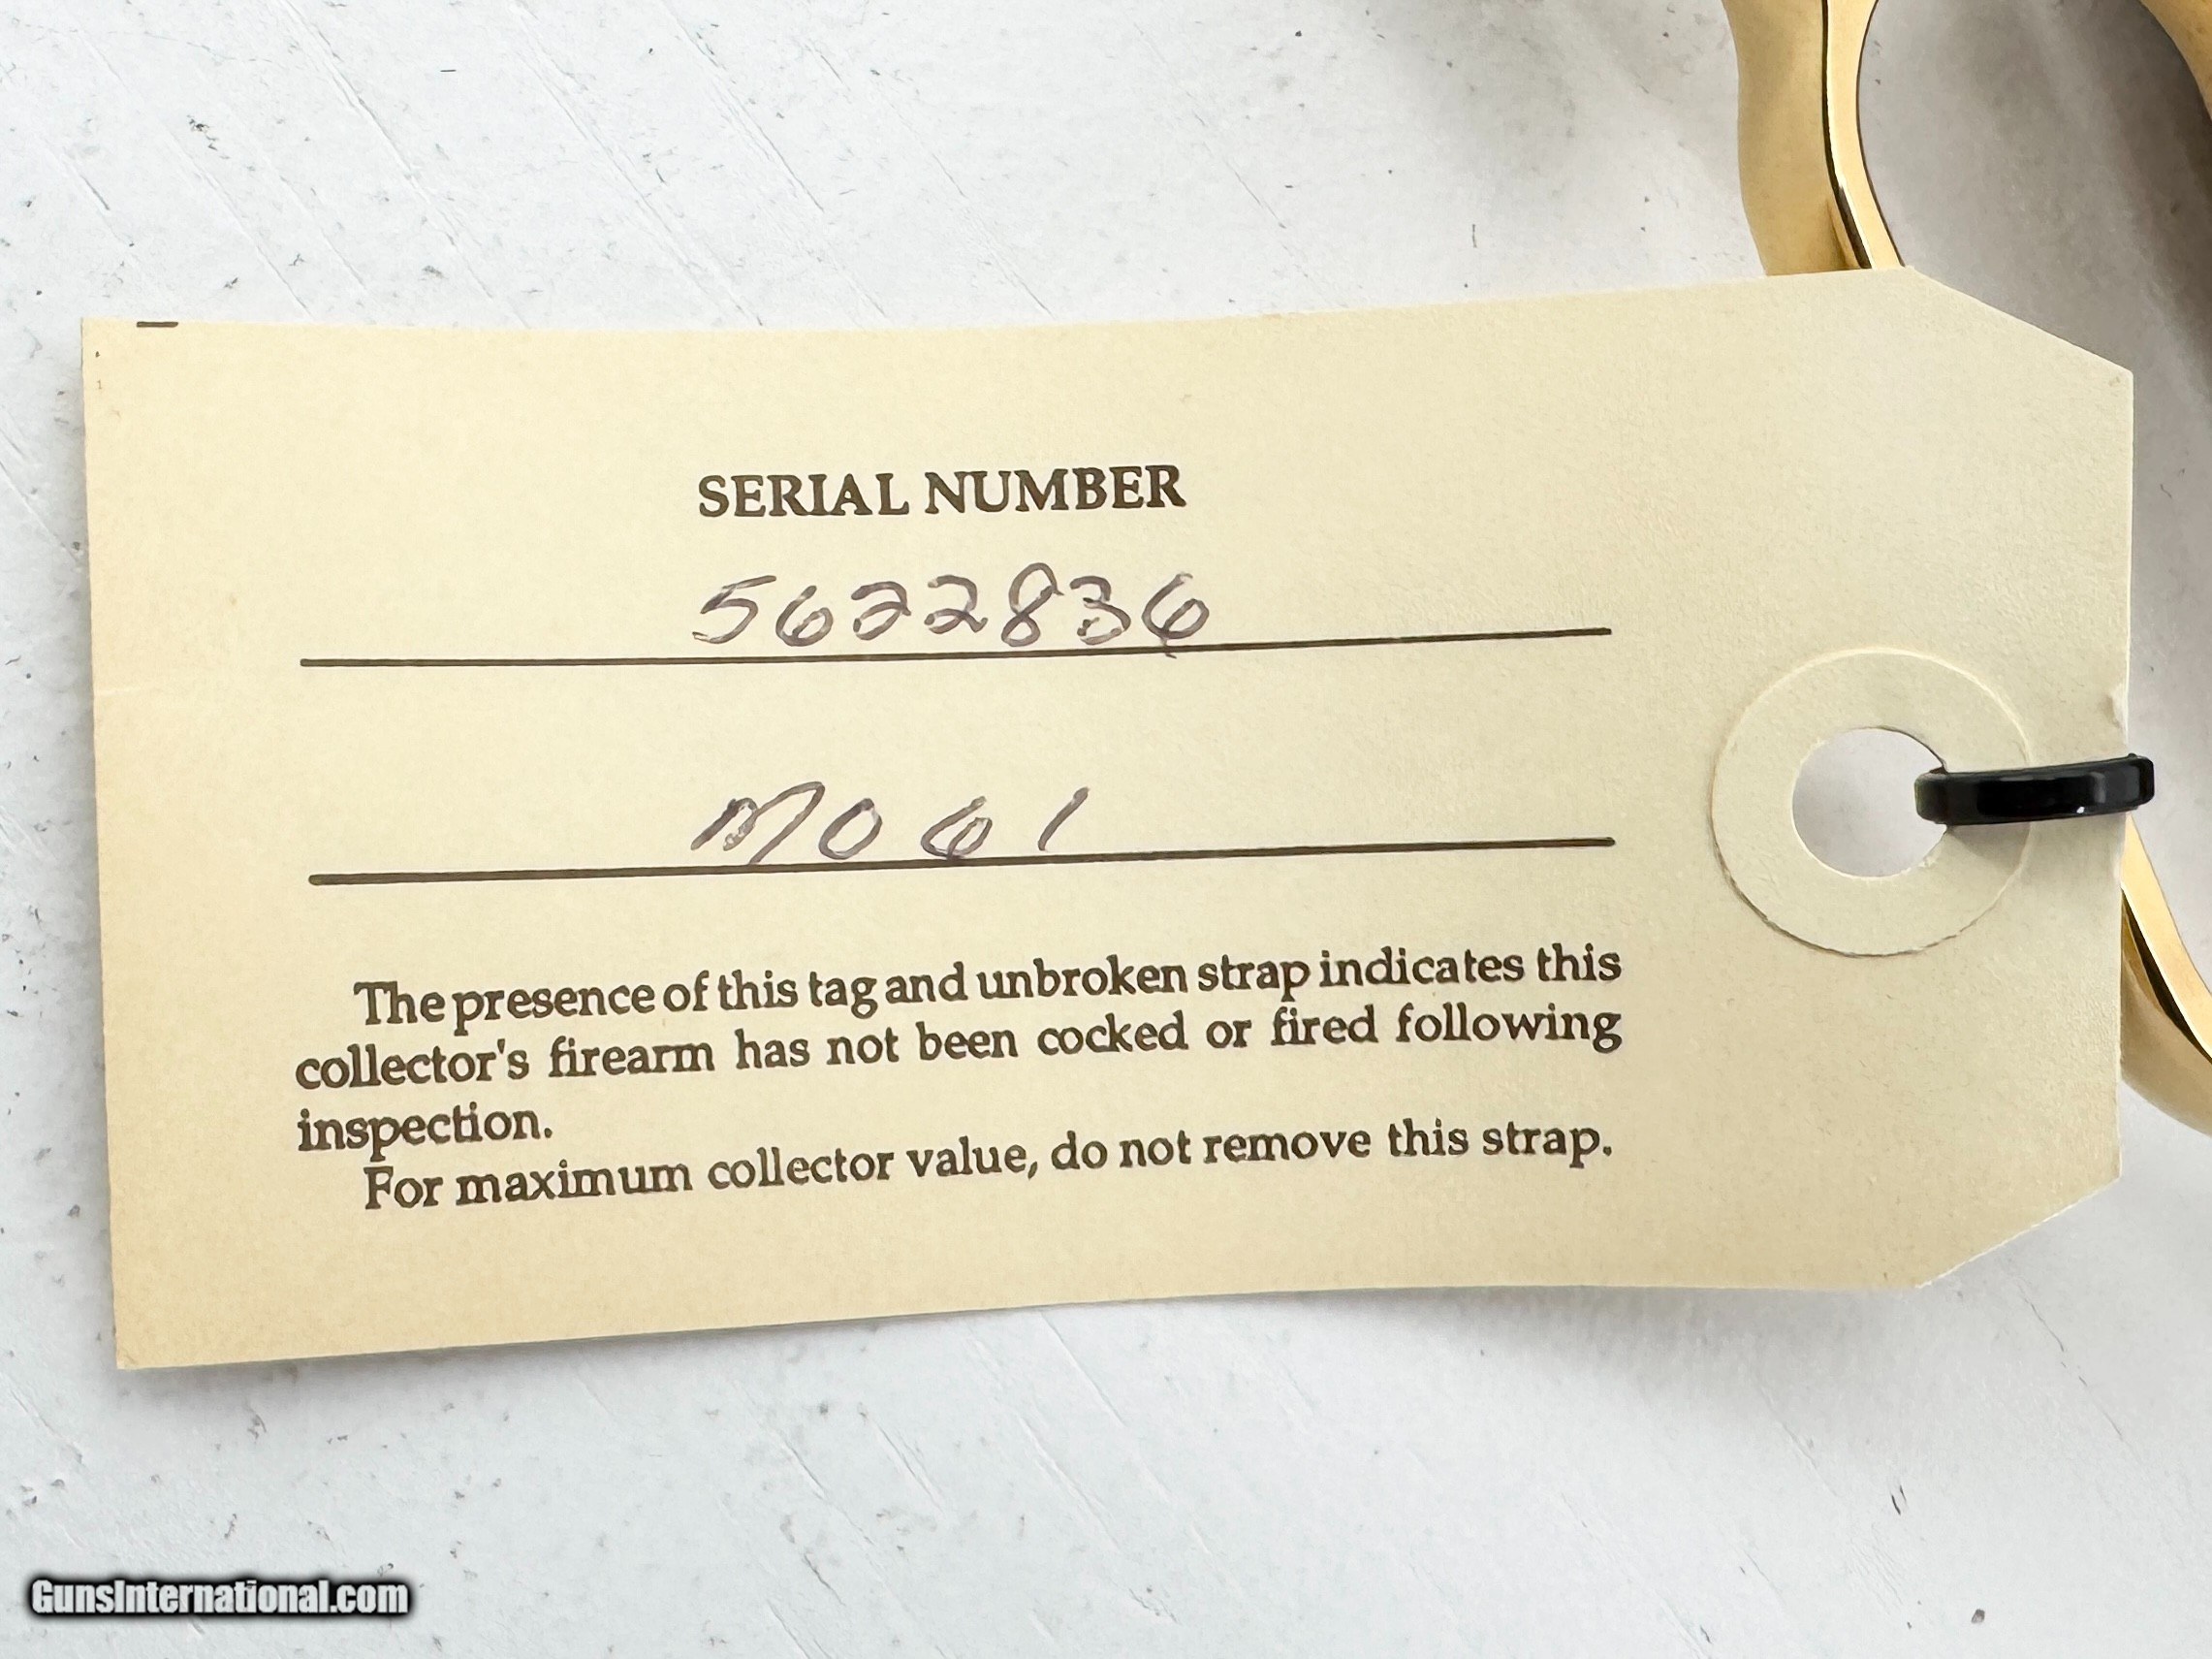 SERIAL NUMBER
5622836
M061
The presence of this tag and unbroken strap indicates this
collector's firearm has not been cocked or fired following
inspection.
For maximum collector value, do not remove this strap.
GunsInternational.com